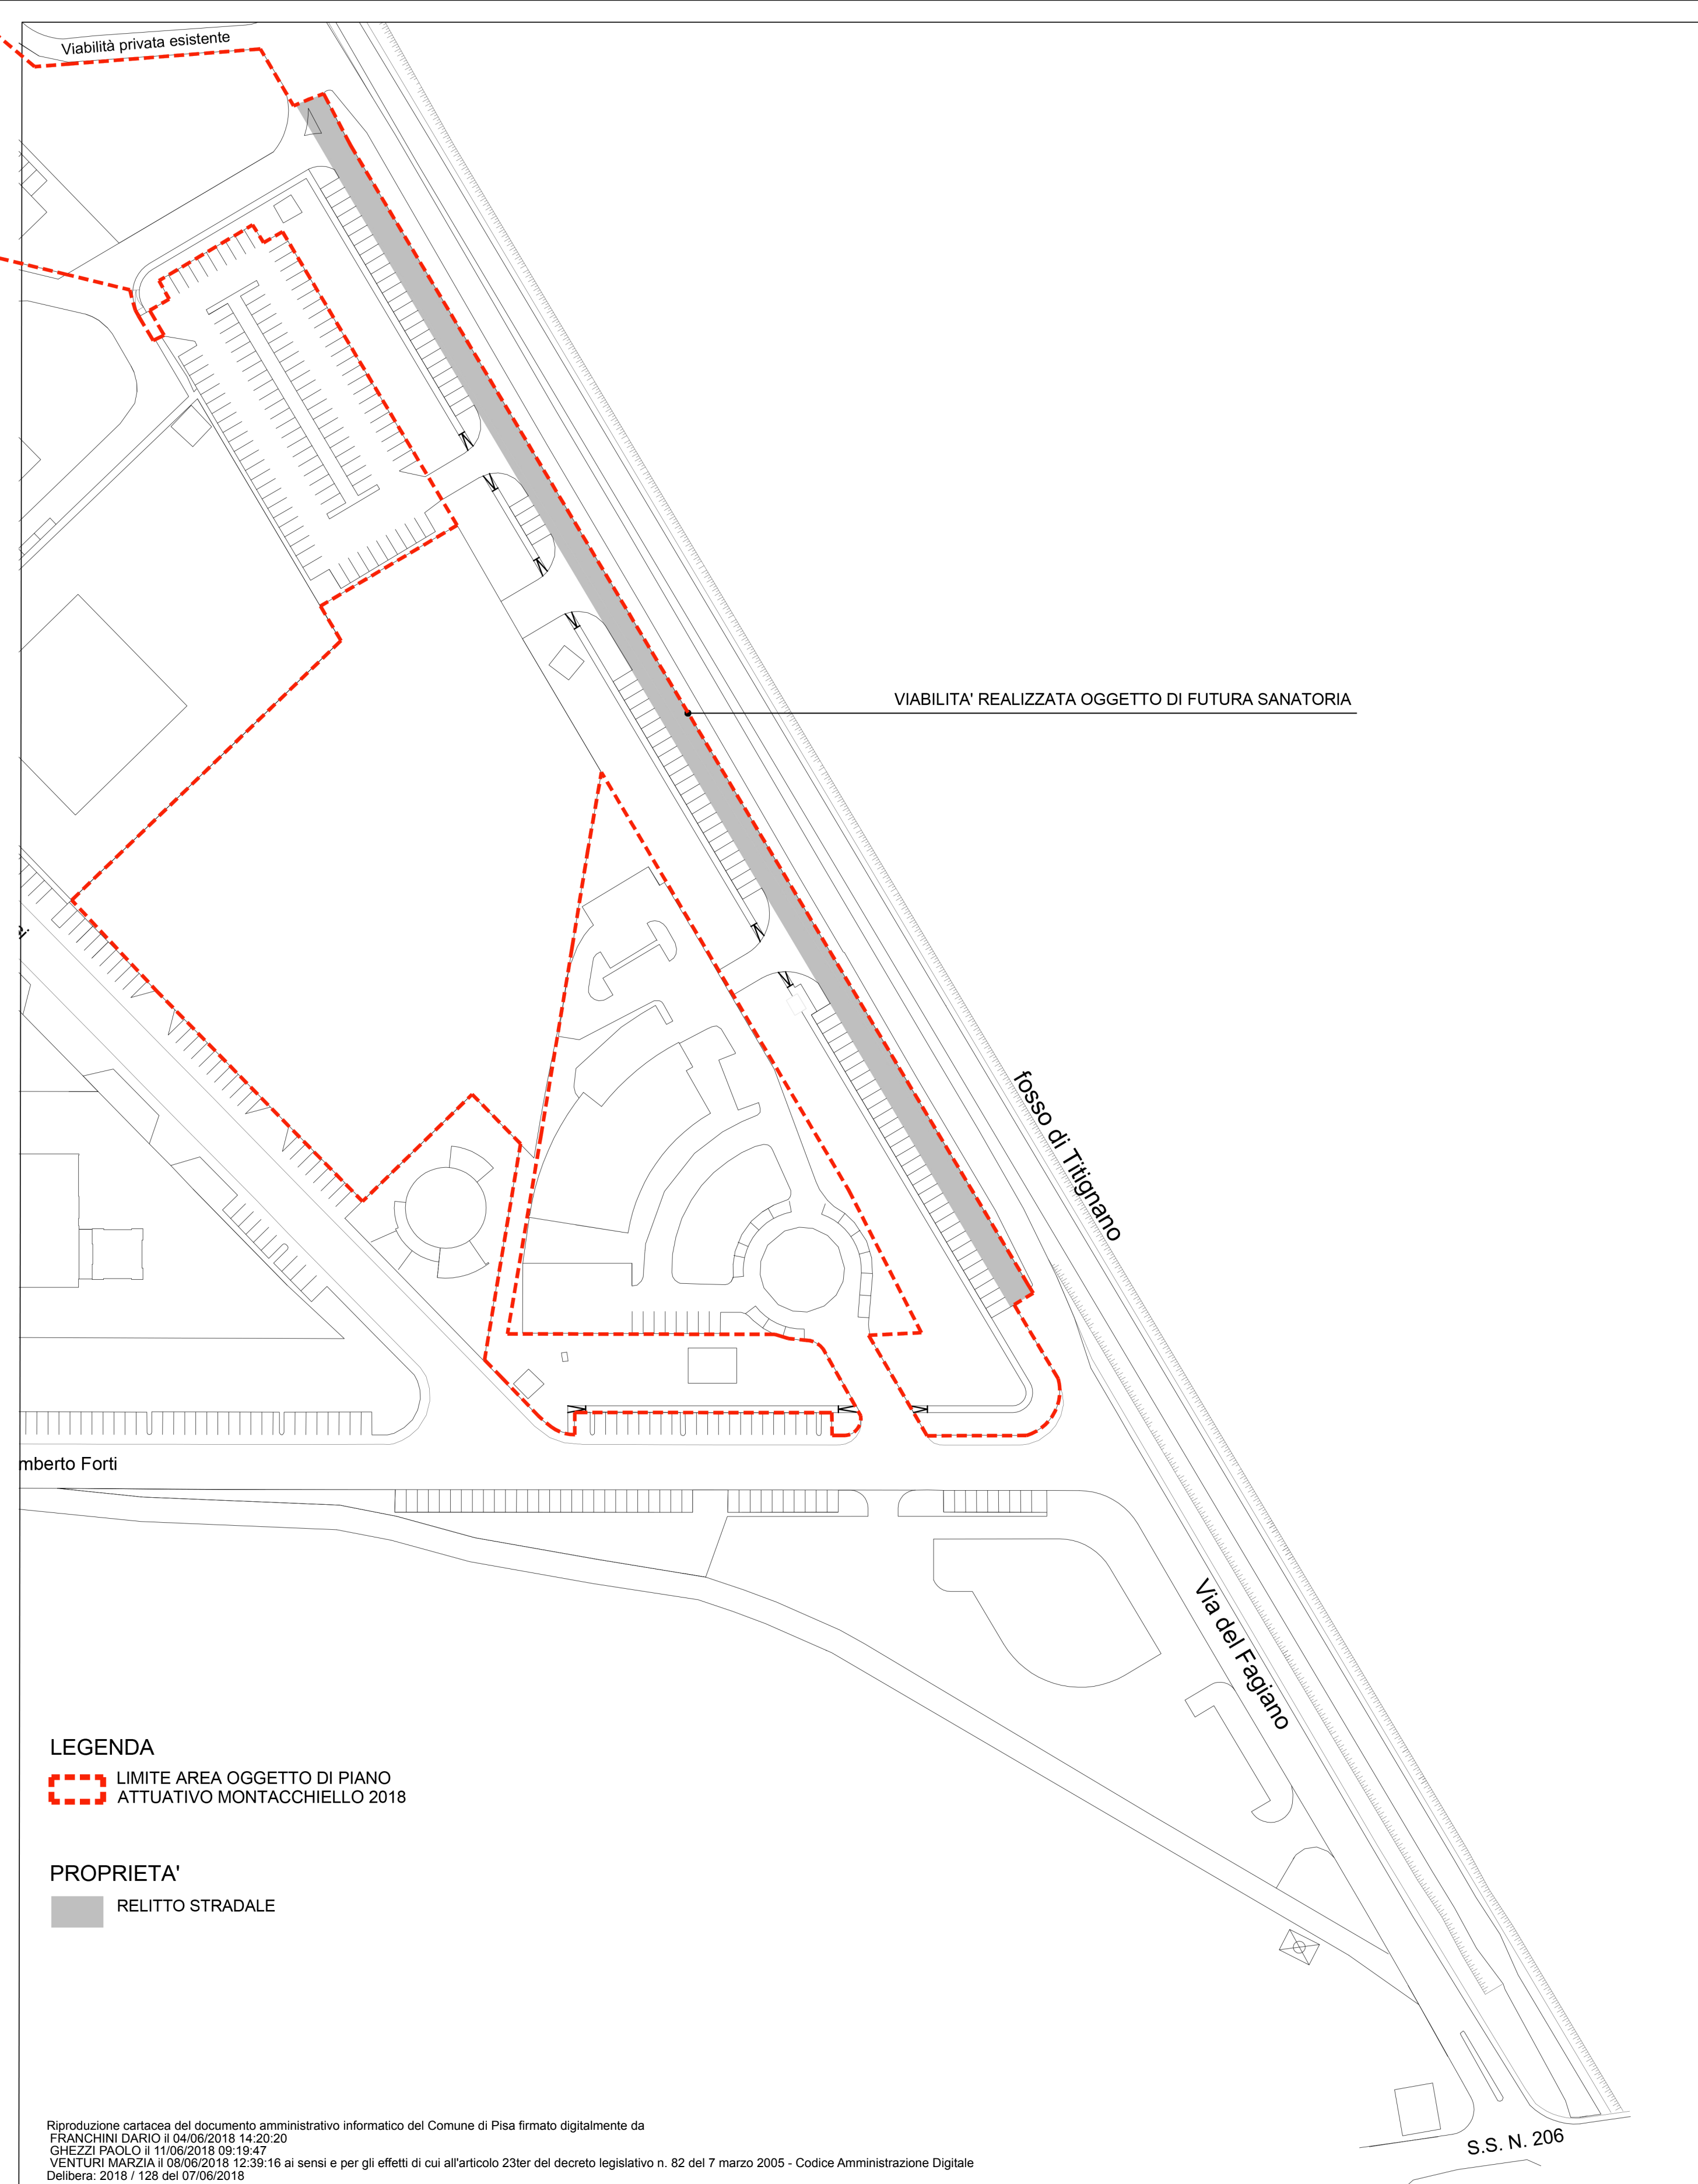 Viabilità privata esistente
VIABILITA' REALIZZATA OGGETTO DI FUTURA SANATORIA
fosso di Titignano
mberto Forti
Via del Fagiano
LEGENDA
LIMITE AREA OGGETTO DI PIANO
ATTUATIVO MONTACCHIELLO 2018
PROPRIETA'
RELITTO STRADALE
S.S. N. 206
Riproduzione cartacea del documento amministrativo informatico del Comune di Pisa firmato digitalmente da
FRANCHINI DARIO il 04/06/2018 14:20:20
GHEZZI PAOLO il 11/06/2018 09:19:47
VENTURI MARZIA il 08/06/2018 12:39:16 ai sensi e per gli effetti di cui all'articolo 23ter del decreto legislativo n. 82 del 7 marzo 2005 - Codice Amministrazione Digitale
Delibera: 2018 / 128 del 07/06/2018